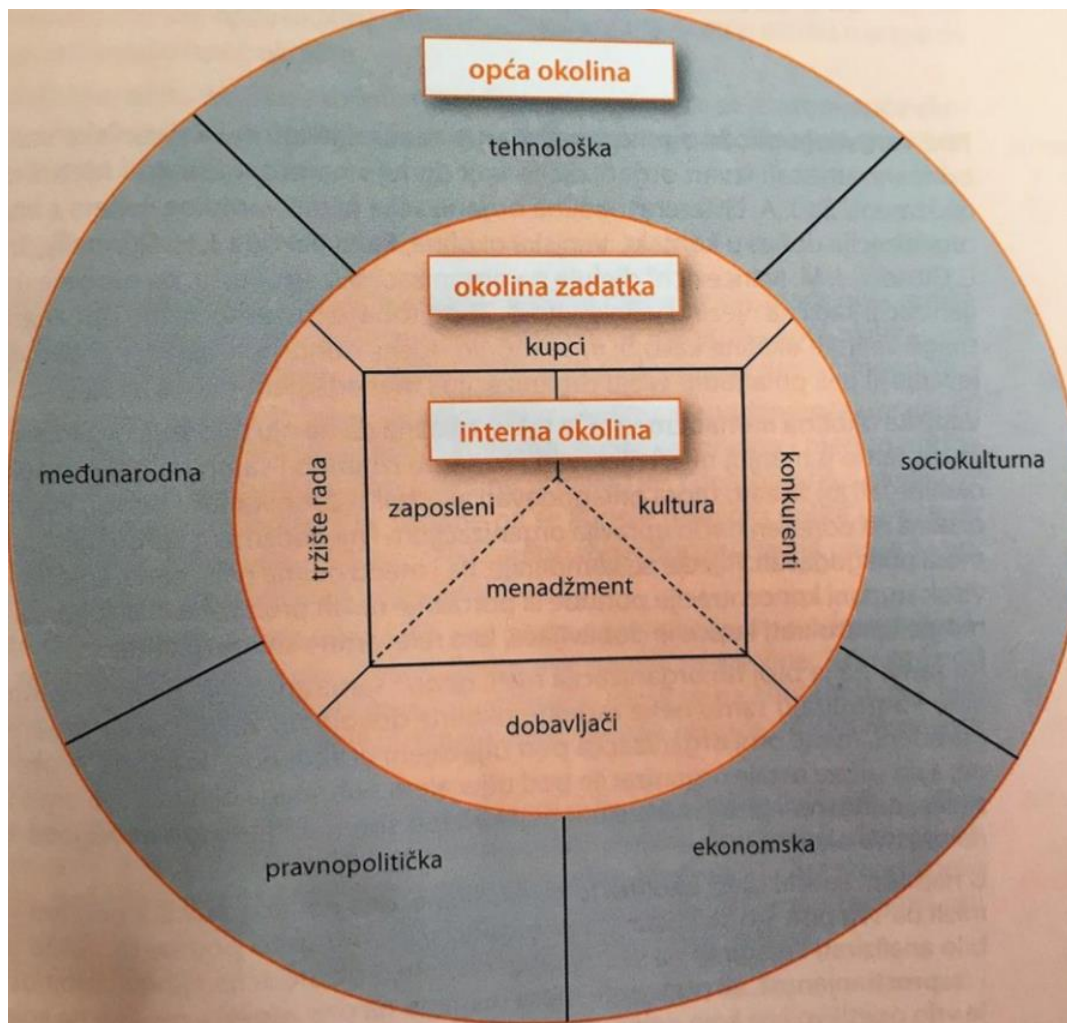 opća okolina
tehnološka
okolina zadatka
kupci
interna okolina
međunarodna
tržište rada
zaposleni
kultura
konkurenti
sociokulturna
menadžment
dobavljači
pravnopolitička
ekonomska